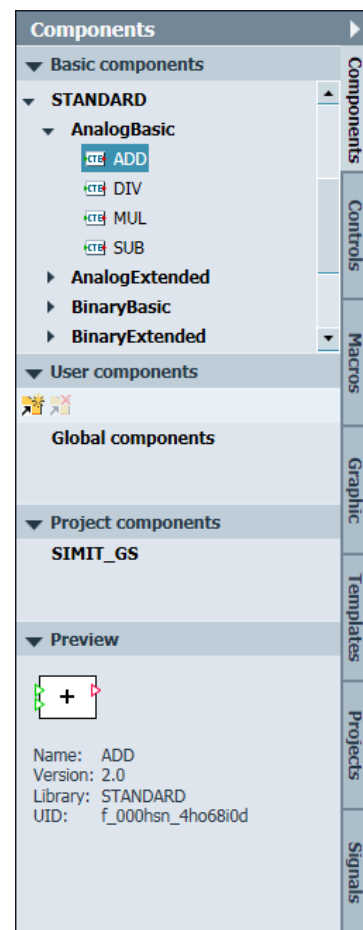 Components
Basic components
STANDARD
AnalogBasic
CTE ADD
CTE DIV
CTE MUL
CTE SUB
AnalogExtended
BinaryBasic
BinaryExtended
User components
Global components
Project components
SIMIT_GS
Preview
+
Name: ADD
Version: 2.0
Library: STANDARD
UID: f_000hsn_4ho68i0d
Components
Controls
Macros
Graphic
Templates
Projects
Signals